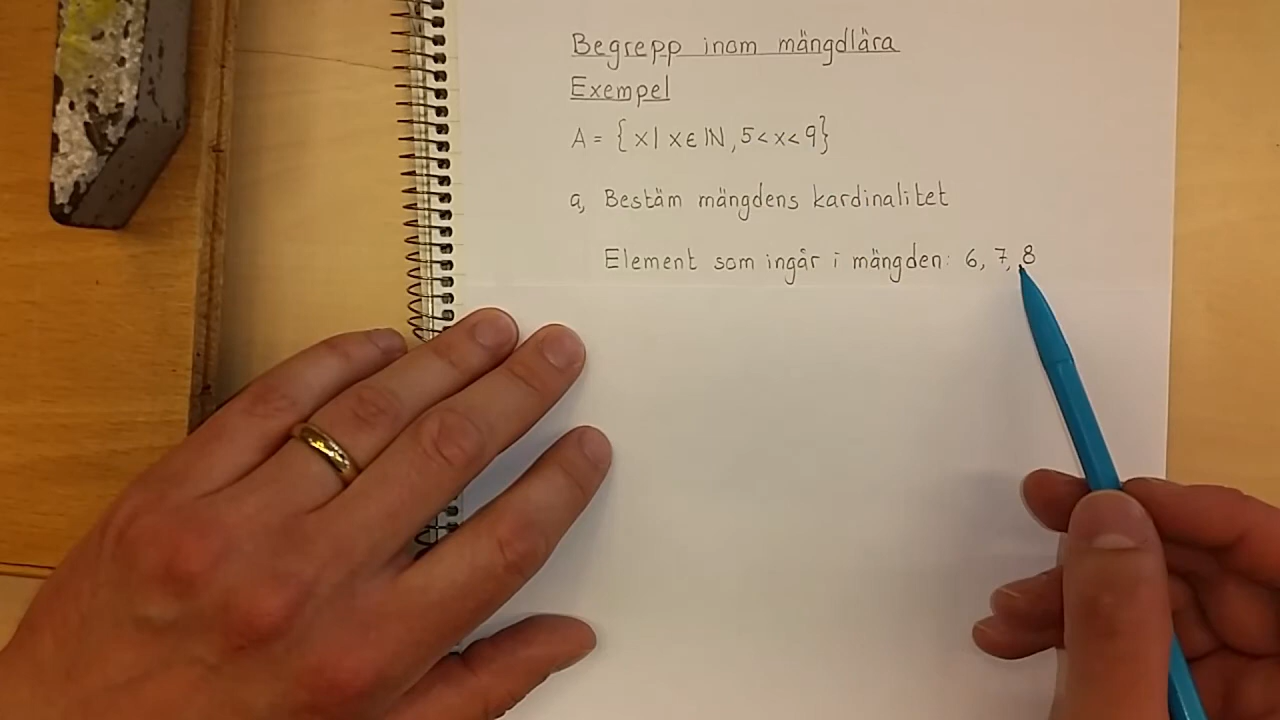 Begrepp inom mängdlära
Exempel
A = { x | x ∈ ℕ, 5 < x < 9}
a, Bestäm mängdens kardinalitet
Element som ingår i mängden: 6, 7, 8